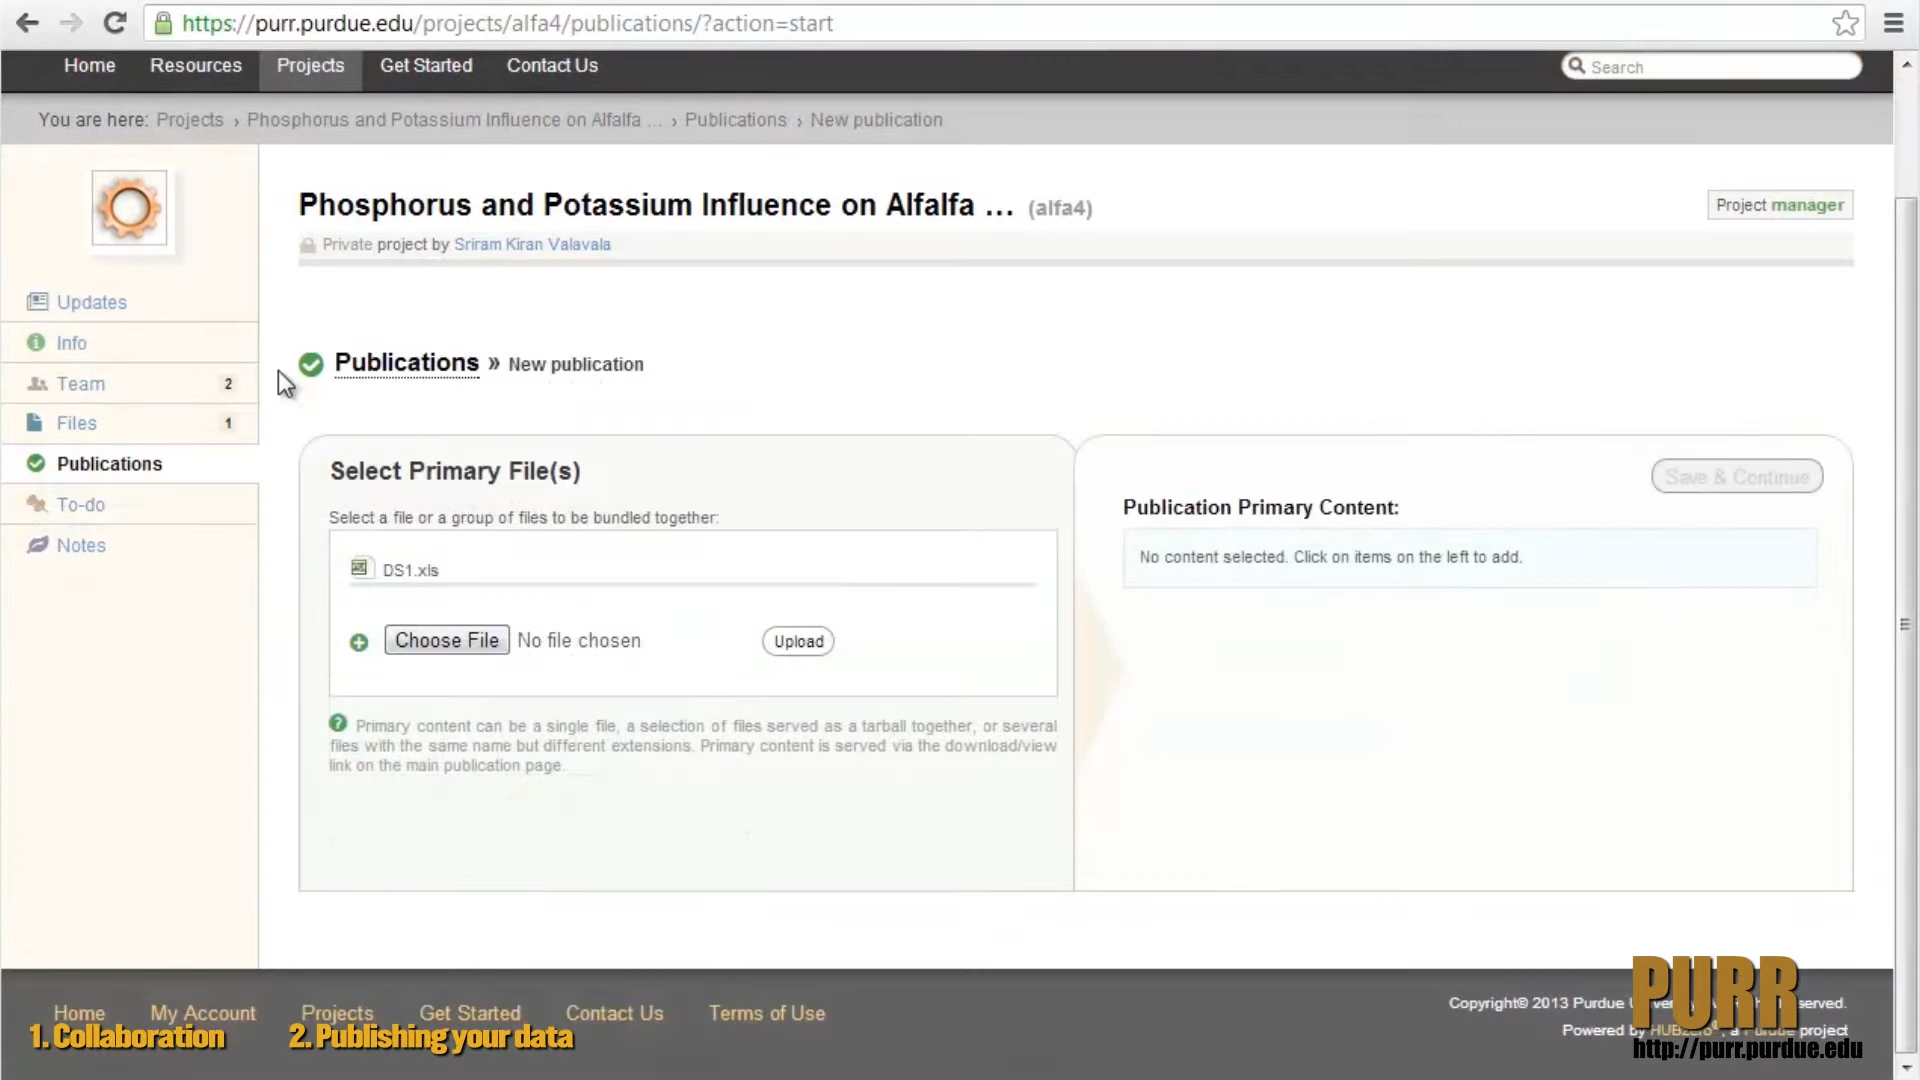 https://purr.purdue.edu/projects/alfa4/publications/?action=start
Home Resources Projects Get Started Contact Us Search
You are here: Projects › Phosphorus and Potassium Influence on Alfalfa ... › Publications › New publication
Phosphorus and Potassium Influence on Alfalfa ... (alfa4)
Project manager
Private project by Sriram Kiran Valavala
Updates
Info
Team 2
Files 1
Publications
To-do
Notes
Publications » New publication
Select Primary File(s)
Select a file or a group of files to be bundled together:
DS1.xls
Choose File No file chosen Upload
Primary content can be a single file, a selection of files served as a tarball together, or several
files with the same name but different extensions. Primary content is served via the download/view
link on the main publication page.
Save & Continue
Publication Primary Content:
No content selected. Click on items on the left to add.
Home My Account Projects Get Started Contact Us Terms of Use
1. Collaboration 2. Publishing your data
Copyright© 2013 Purdue
Powered by HUBzero®, a Purdue project
PURR
http://purr.purdue.edu